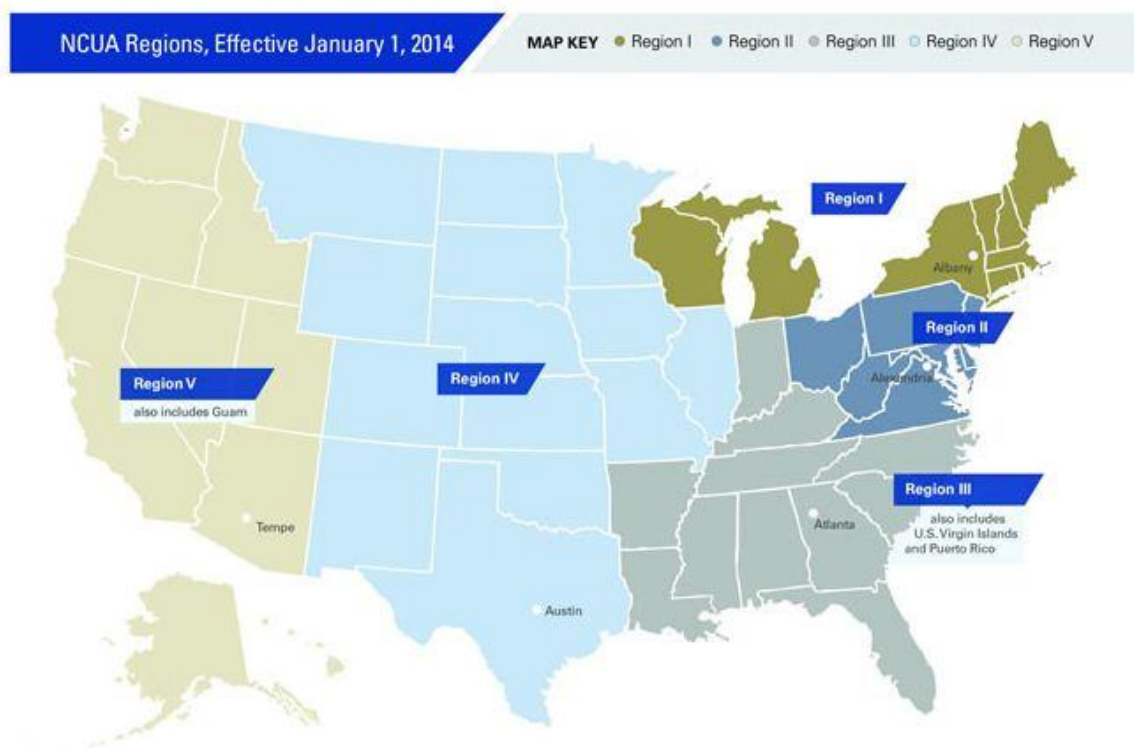 NCUA Regions, Effective January 1, 2014
MAP KEY Region I Region II Region III Region IV Region V
Region I
Albany
Region II
Alexandria
Region IV
Region V
also includes Guam
Region III
also includes
U.S. Virgin Islands
and Puerto Rico
Tempe
Atlanta
Austin